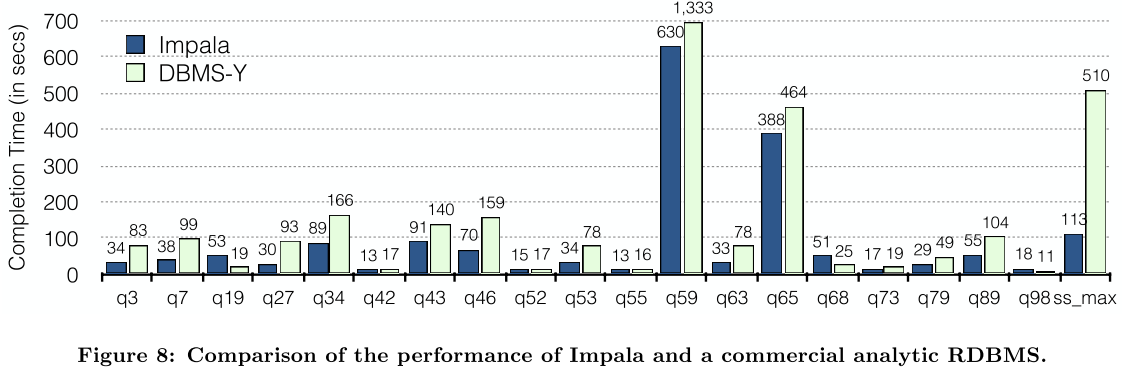 Completion Time (in secs)
700
600
500
400
300
200
100
0
Impala
DBMS-Y
34 83 38 99 53 19 30 93 89 166 13 17 91 140 70 159 15 17 34 78 13 16 630 1,333 33 78 388 464 51 25 17 19 29 49 55 104 18 11 113 510
q3 q7 q19 q27 q34 q42 q43 q46 q52 q53 q55 q59 q63 q65 q68 q73 q79 q89 q98 ss_max
Figure 8: Comparison of the performance of Impala and a commercial analytic RDBMS.